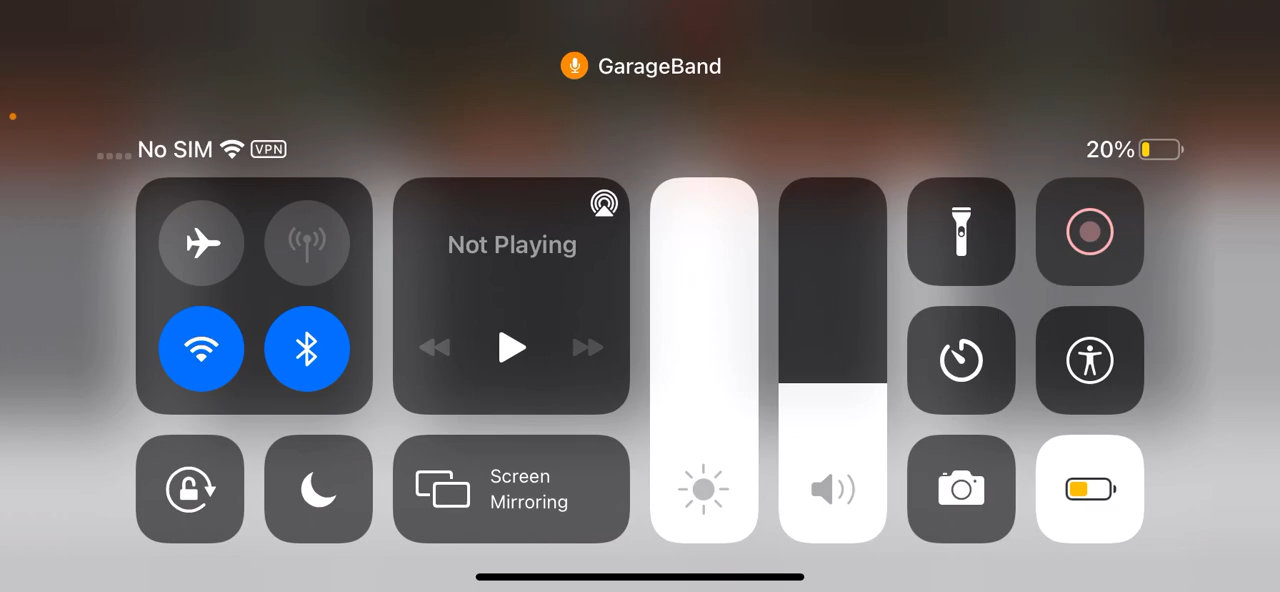 GarageBand
No SIM VPN
20%
Not Playing
Screen
Mirroring